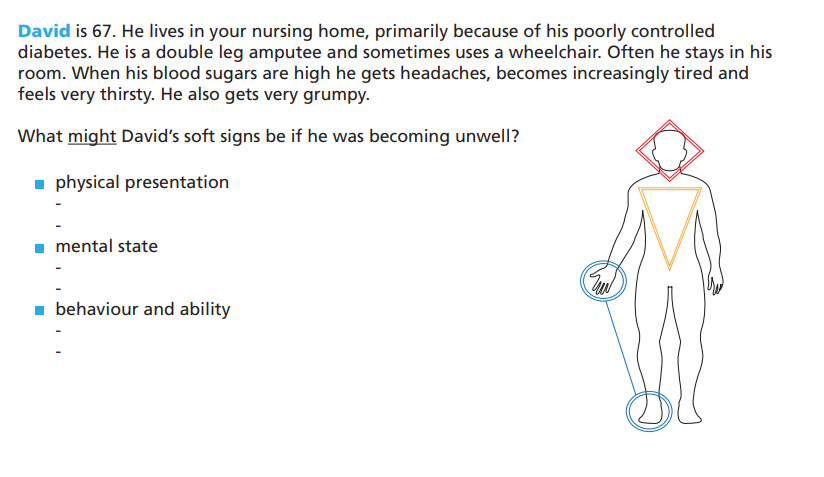 David is 67. He lives in your nursing home, primarily because of his poorly controlled
diabetes. He is a double leg amputee and sometimes uses a wheelchair. Often he stays in his
room. When his blood sugars are high he gets headaches, becomes increasingly tired and
feels very thirsty. He also gets very grumpy.
What might David's soft signs be if he was becoming unwell?
■ physical presentation
-
-
■ mental state
-
-
■ behaviour and ability
-
-